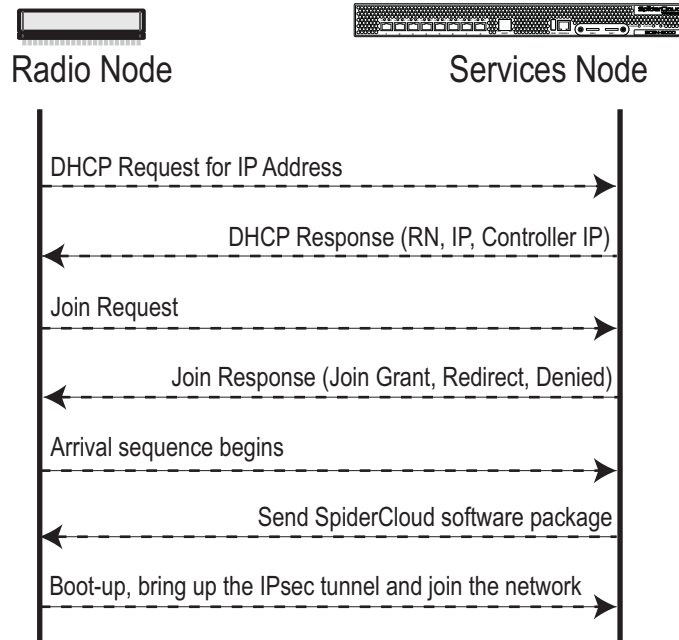 SpiderCloud
Radio Node
Services Node
DHCP Request for IP Address
DHCP Response (RN, IP, Controller IP)
Join Request
Join Response (Join Grant, Redirect, Denied)
Arrival sequence begins
Send SpiderCloud software package
Boot-up, bring up the IPsec tunnel and join the network